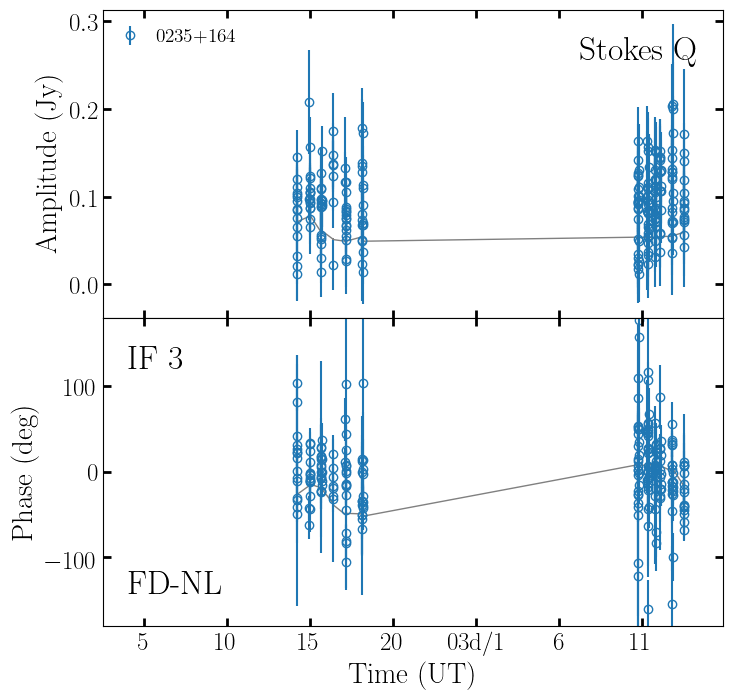 0235+164
Stokes Q
Amplitude (Jy)
0.3
0.2
0.1
0.0
IF 3
FD-NL
Phase (deg)
100
0
−100
5 10 15 20 03d/1 6 11
Time (UT)